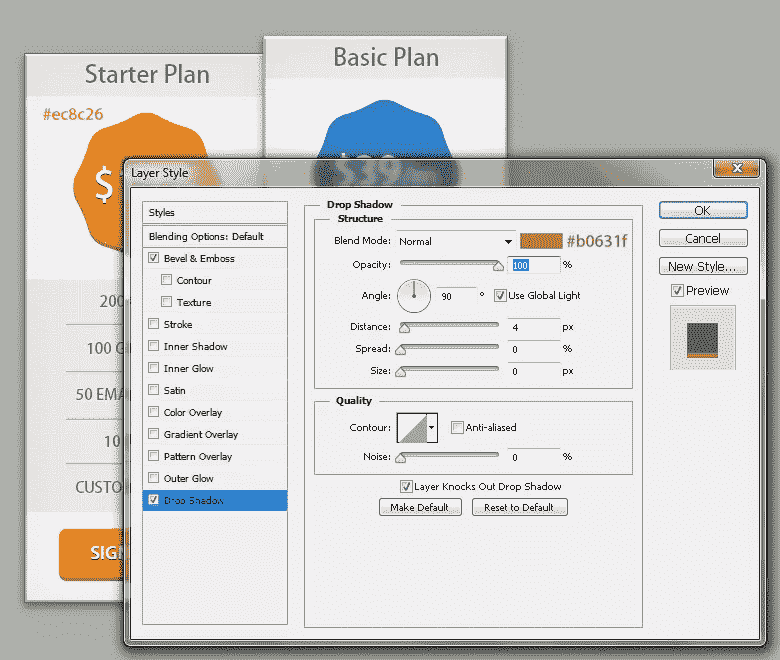 Starter Plan
Basic Plan
#ec8c26
$
$39
Layer Style
X
Styles
Blending Options: Default
Bevel & Emboss
Contour
Texture
Stroke
Inner Shadow
Inner Glow
Satin
Color Overlay
Gradient Overlay
Pattern Overlay
Outer Glow
Drop Shadow
Drop Shadow
Structure
Blend Mode: Normal #b0631f
Opacity: 100 %
Angle: 90 ° Use Global Light
Distance: 4 px
Spread: 0 %
Size: 0 px
Quality
Contour: Anti-aliased
Noise: 0 %
Layer Knocks Out Drop Shadow
Make Default Reset to Default
OK
Cancel
New Style...
Preview
200
100 G
50 EMA
10
CUSTO
SIG